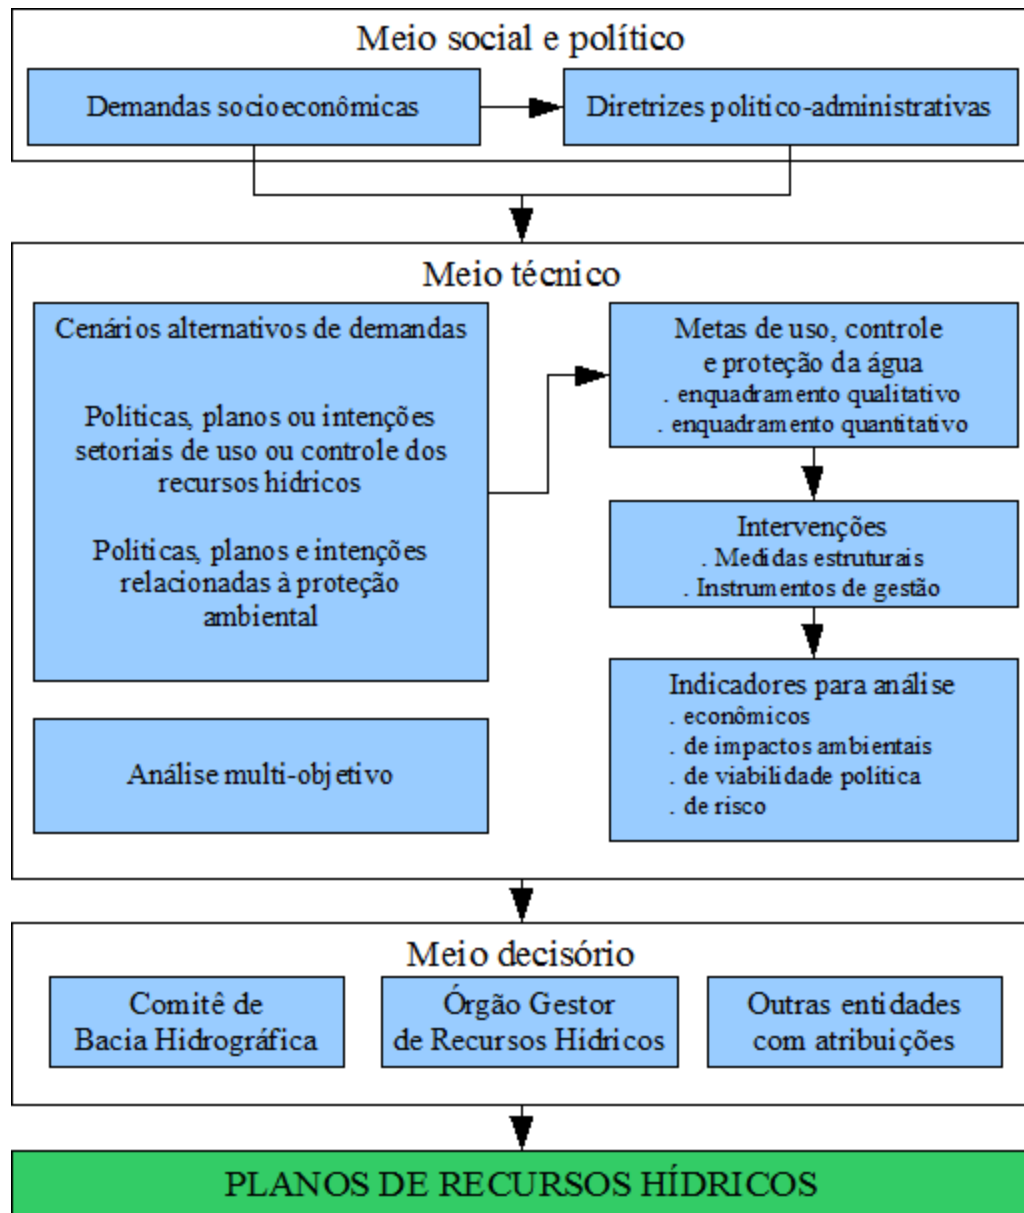 Meio social e político
Demandas socioeconômicas
Diretrizes politico-administrativas
Meio técnico
Cenários alternativos de demandas
Politicas, planos ou intenções
setoriais de uso ou controle dos
recursos hídricos
Politicas, planos e intenções
relacionadas à proteção
ambiental
Análise multi-objetivo
Metas de uso, controle
e proteção da água
. enquadramento qualitativo
. enquadramento quantitativo
Intervenções
. Medidas estruturais
. Instrumentos de gestão
Indicadores para análise
. econômicos
. de impactos ambientais
. de viabilidade política
. de risco
Meio decisório
Comitê de
Bacia Hidrográfica
Órgão Gestor
de Recursos Hídricos
Outras entidades
com atribuições
PLANOS DE RECURSOS HÍDRICOS